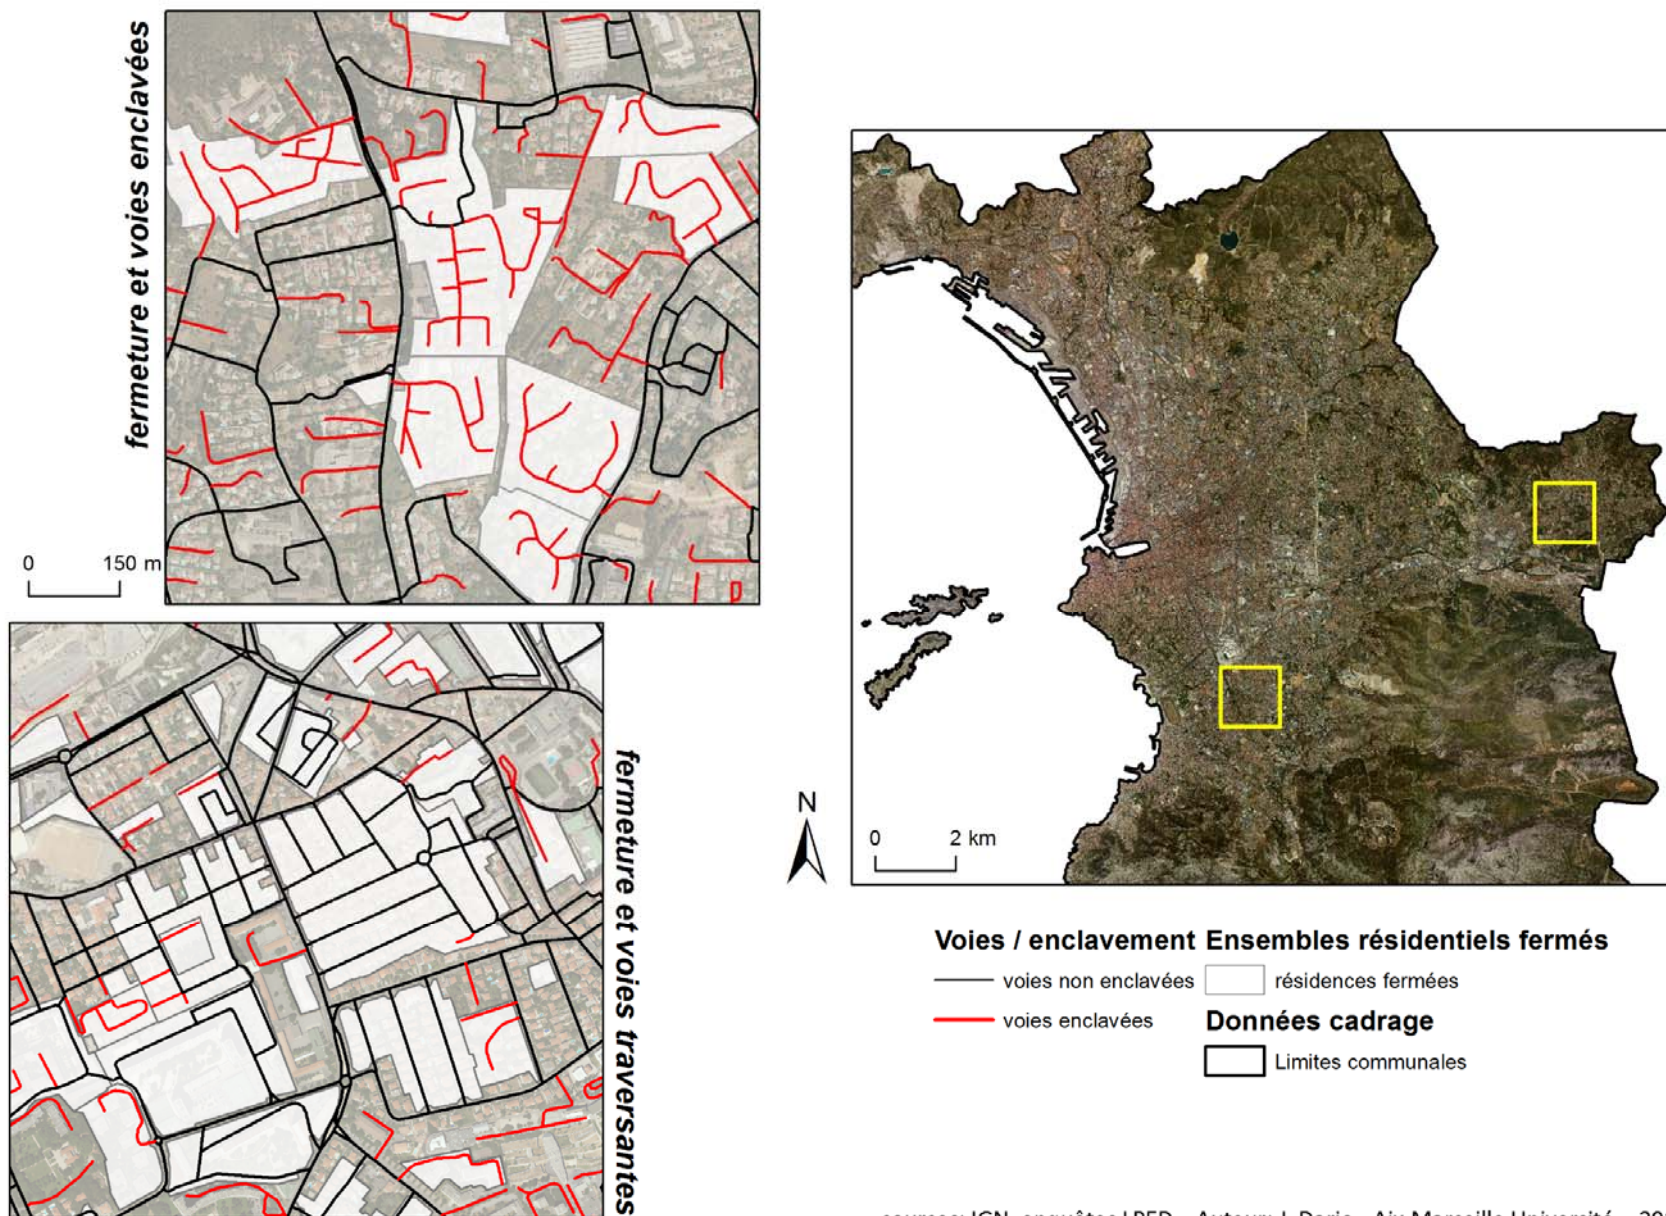 fermeture et voies enclavées
0 150 m
fermeture et voies traversantes
N
0 2 km
Voies / enclavement
voies non enclavées
voies enclavées
Ensembles résidentiels fermés
résidences fermées
Données cadrage
Limites communales